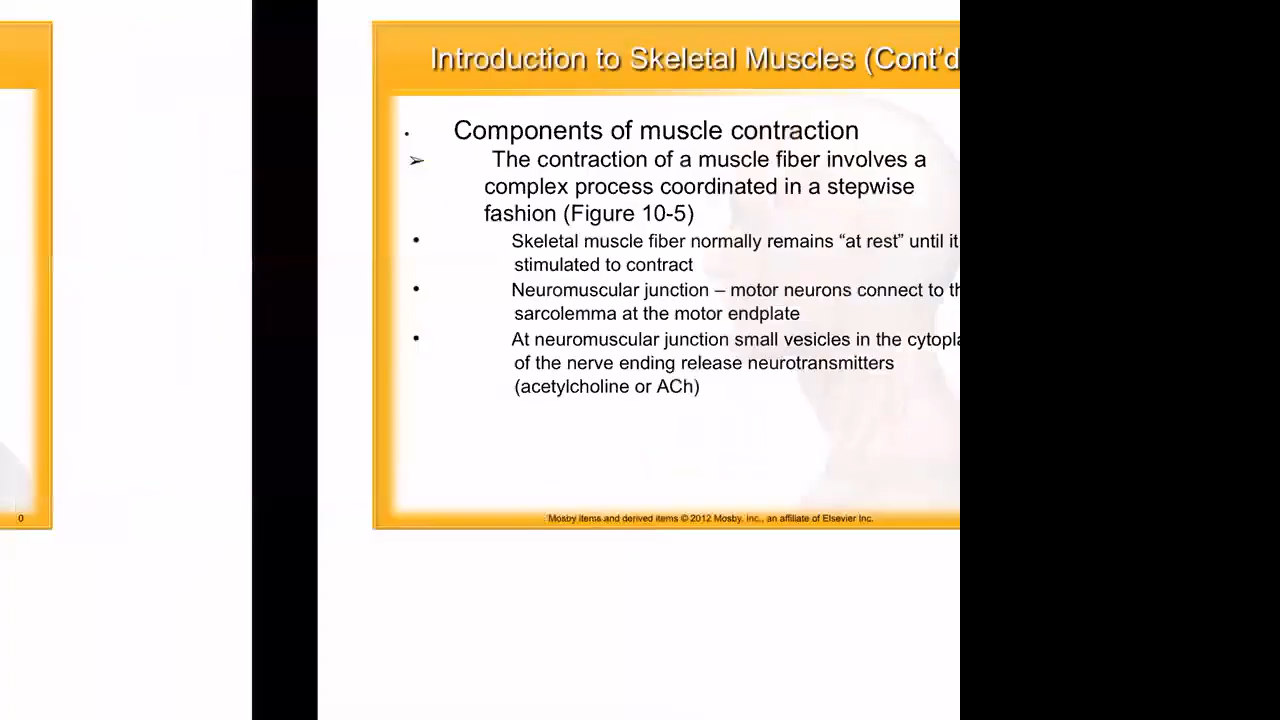 Introduction to Skeletal Muscles (Cont'd
• Components of muscle contraction
➢ The contraction of a muscle fiber involves a
complex process coordinated in a stepwise
fashion (Figure 10-5)
• Skeletal muscle fiber normally remains “at rest” until it
stimulated to contract
• Neuromuscular junction – motor neurons connect to th
sarcolemma at the motor endplate
• At neuromuscular junction small vesicles in the cytopla
of the nerve ending release neurotransmitters
(acetylcholine or ACh)
0
Mosby items and derived items © 2012 Mosby, Inc., an affiliate of Elsevier Inc.